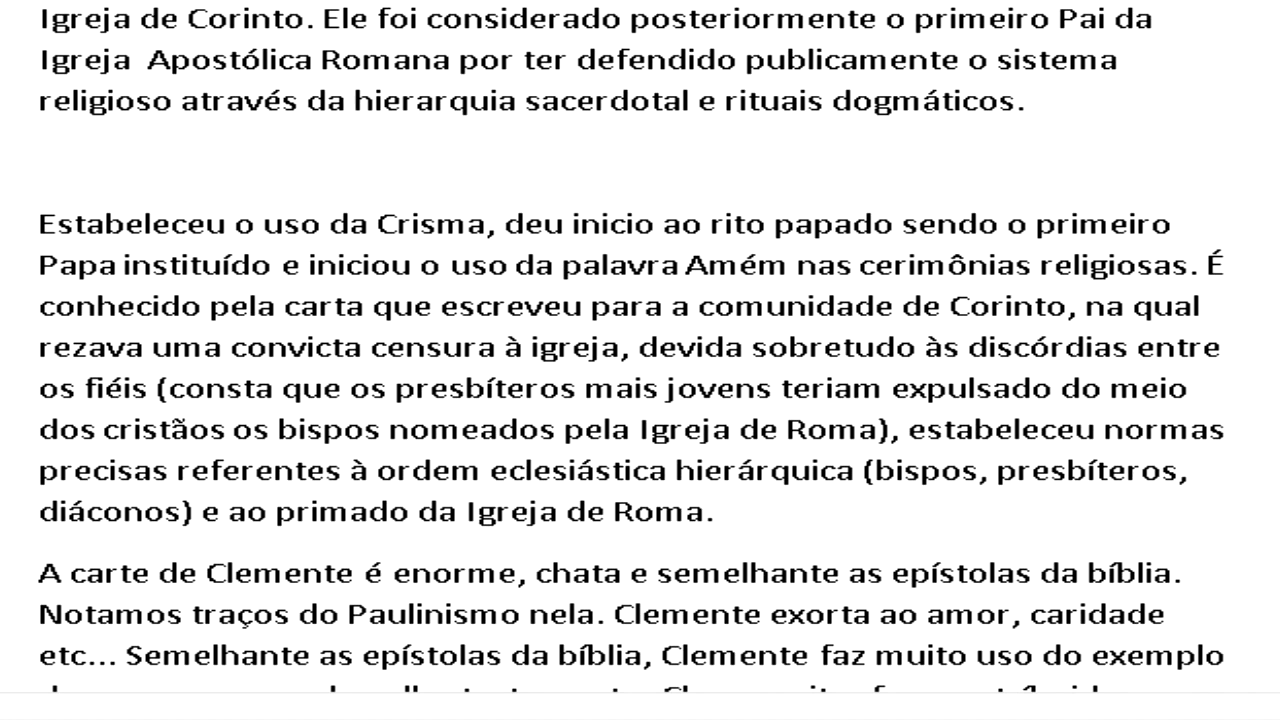 Igreja de Corinto. Ele foi considerado posteriormente o primeiro Pai da
Igreja  Apostólica Romana por ter defendido publicamente o sistema
religioso através da hierarquia sacerdotal e rituais dogmáticos.
Estabeleceu o uso da Crisma, deu inicio ao rito papado sendo o primeiro
Papa instituído e iniciou o uso da palavra Amém nas cerimônias religiosas. É
conhecido pela carta que escreveu para a comunidade de Corinto, na qual
rezava uma convicta censura à igreja, devida sobretudo às discórdias entre
os fiéis (consta que os presbíteros mais jovens teriam expulsado do meio
dos cristãos os bispos nomeados pela Igreja de Roma), estabeleceu normas
precisas referentes à ordem eclesiástica hierárquica (bispos, presbíteros,
diáconos) e ao primado da Igreja de Roma.
A carte de Clemente é enorme, chata e semelhante as epístolas da bíblia.
Notamos traços do Paulinismo nela. Clemente exorta ao amor, caridade
etc... Semelhante as epístolas da bíblia, Clemente faz muito uso do exemplo